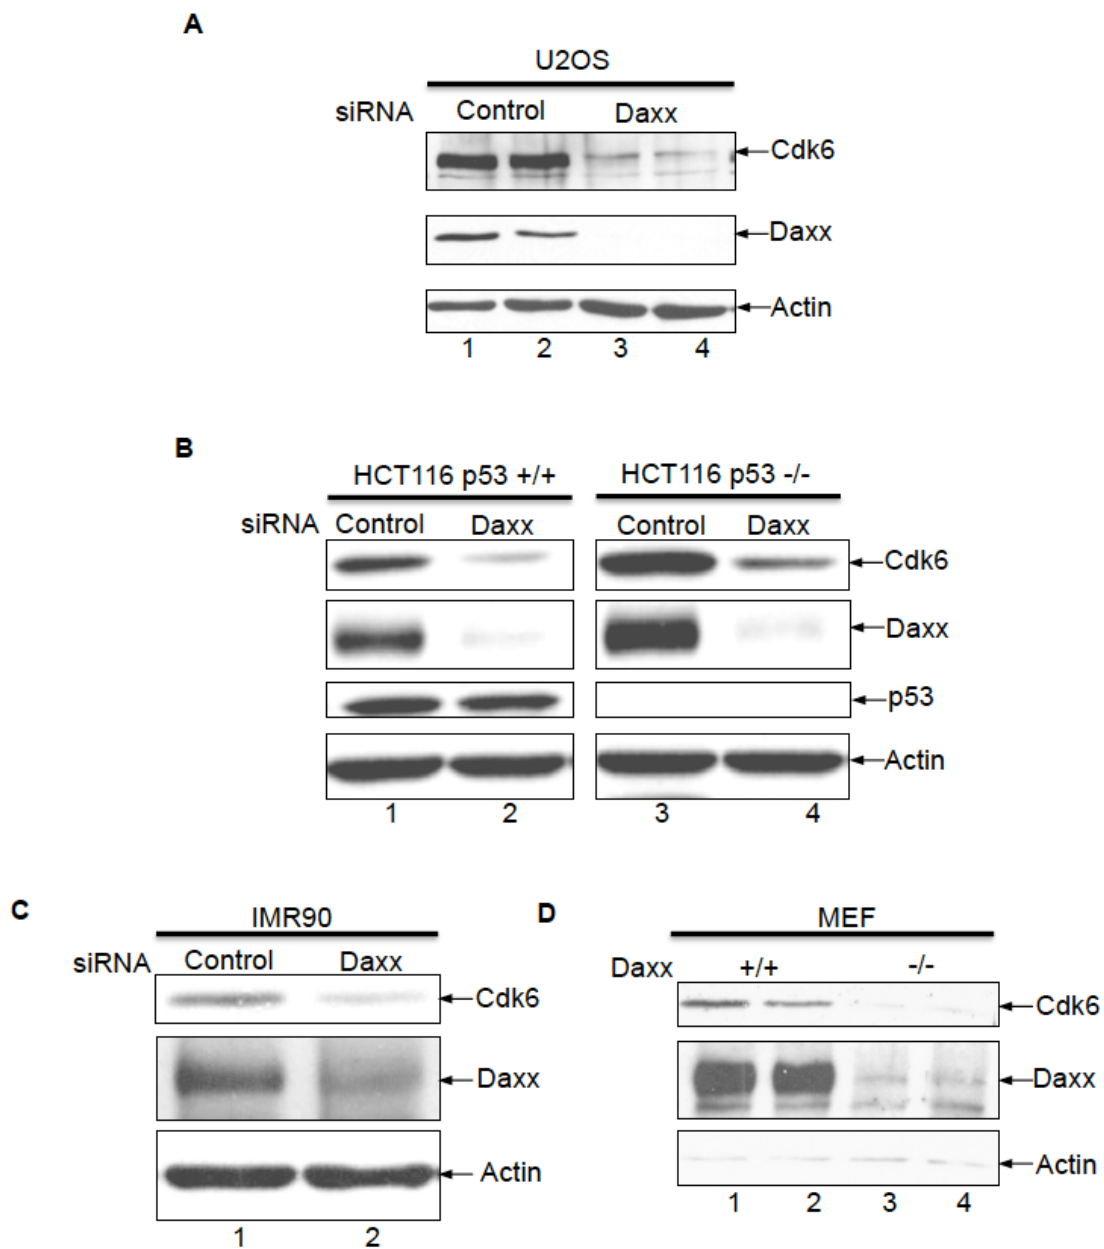 A
U2OS
siRNA Control Daxx
Cdk6
Daxx
Actin
1 2 3 4
B
HCT116 p53 +/+ HCT116 p53 -/-
siRNA Control Daxx Control Daxx
Cdk6
Daxx
p53
Actin
1 2 3 4
C
IMR90
siRNA Control Daxx
Cdk6
Daxx
Actin
1 2
D
MEF
Daxx +/+ -/-
Cdk6
Daxx
Actin
1 2 3 4